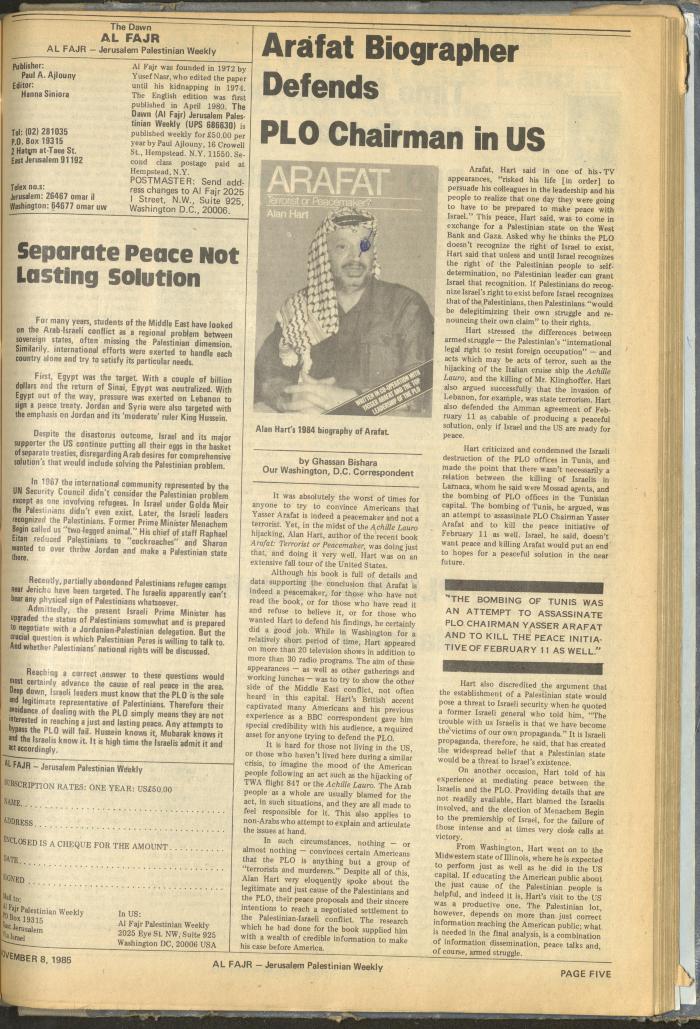 The Dawn
AL FAJR
AL FAJR — Jerusalem Palestinian Weekly
Publisher:
Paul A. Ajlouny
Editor:
Hanna Siniora
Tel: (02) 281035
P.O. Box 19315
2 Hatqm at-Taee St.
East Jerusalem 91192
Telex no.s:
Jerusalem: 26467 omar il
Washington: 64677 omar uw
Al Fajr was founded in 1972 by
Yusef Nasr, who edited the paper
until his kidnapping in 1974.
The English edition was first
published in April 1980. The
Dawn (Al Fajr) Jerusalem Pales-
tinian Weekly (UPS 686630) is
published weekly for £50.00 per
year by Paul Ajlouny, 16 Crowell
St., Hempstead. N.Y. 11550. Se-
cond class postage paid at
Hempstead, N.Y.
POSTMASTER: Send add-
ress changes to Al Fajr 2025
I Street, N.W., Suite 925,
Washington D.C., 20006.
Separate Peace Not
Lasting Solution
For many years, students of the Middle East have looked
on the Arab-Israeli conflict as a regional problem between
sovereign states, often missing the Palestinian dimension.
Similarily, international efforts were exerted to handle each
country alone and try to satisfy its particular needs.
First, Egypt was the target. With a couple of billion
dollars and the return of Sinai, Egypt was neutralized. With
Egypt out of the way, pressure was exerted on Lebanon to
sign a peace treaty. Jordan and Syria were also targeted with
the emphasis on Jordan and its 'moderate' ruler King Hussein.
Despite the disastorus outcome, Israel and its major
supporter the US continue putting all their eggs in the basket
of separate treaties, disregarding Arab desires for comprehensive
solution's that would include solving the Palestinian problem.
In 1967 the international community represented by the
UN Security Council didn't consider the Palestinian problem
except as one involving refugees. In Israel under Golda Meir
the Palestinians didn't even exist. Later, the Israeli leaders
recognized the Palestinians. Former Prime Minister Menachem
Begin called us "two-legged animal." His chief of staff Raphael
Eitan reduced Palestinians to "cockroaches" and Sharon
wanted to over throw Jordan and make a Palestinian state
there.
Recently, partially abondoned Palestinians refugee camps
near Jericho have been targeted. The Israelis apparently can't
bear any physical sign of Palestinians whatsoever.
Admittedly, the present Israeli Prime Minister has
upgraded the status of Palestinians somewhat and is prepared
to negotiate with a Jordanian-Palestinian delegation. But the
crucial question is which Palestinian Peres is willing to talk to.
And whether Palestinians' national rights will be discussed.
Reaching a correct answer to these questions would
most certainly advance the cause of real peace in the area.
Deep down, Israeli leaders must know that the PLO is the sole
and legitimate representative of Palestinians. Therefore their
avoidance of dealing with the PLO simply means they are not
interested in reaching a just and lasting peace. Any attempts to
bypass the PLO will fail. Hussein knows it, Mubarak knows it
and the Israelis know it. It is high time the Israelis admit it and
act accordingly.
AL FAJR — Jerusalem Palestinian Weekly
SUBSCRIPTION RATES: ONE YEAR: US£50.00
NAME
ADDRESS
ENCLOSED IS A CHEQUE FOR THE AMOUNT
DATE
SIGNED
Mail to:
Al Fajr Palestinian Weekly
PO Box 19315
East Jerusalem
Via Israel
In US:
Al Fajr Palestinian Weekly
2025 Eye St. NW, Suite 925
Washington DC, 20006 USA
Arafat Biographer
Defends
PLO Chairman in US
ARAFAT
Terrorist or Peacemaker?
Alan Hart
WRITTEN IN CO-OPERATION WITH
YASSER ARAFAT AND THE TOP
LEADERSHIP OF THE PLO
Alan Hart's 1984 biography of Arafat.
by Ghassan Bishara
Our Washington, D.C. Correspondent
It was absolutely the worst of times for
anyone to try to convince Americans that
Yasser Arafat is indeed a peacemaker and not a
terrorist. Yet, in the midst of the Achille Lauro
hijacking, Alan Hart, author of the recent book
Arafat: Terrorist or Peacemaker, was doing just
that, and doing it very well. Hart was on an
extensive fall tour of the United States.
Although his book is full of details and
data supporting the conclusion that Arafat is
indeed a peacemaker, for those who have not
read the book, or for those who have read it
and refuse to believe it, or for those who
wanted Hart to defend his findings, he certainly
did a good job. While in Washington for a
relatively short period of time, Hart appeared
on more than 20 television shows in addition to
more than 30 radio programs. The aim of these
appearances — as well as other gatherings and
working lunches — was to try to show the other
side of the Middle East conflict, not often
heard in this capital. Hart's British accent
captivated many Americans and his previous
experience as a BBC correspondent gave him
special credibility with his audience, a required
asset for anyone trying to defend the PLO.
It is hard for those not living in the US,
or those who haven't lived here during a similar
crisis, to imagine the mood of the American
people following an act such as the hijacking of
TWA flight 847 or the Achille Lauro. The Arab
people as a whole are usually blamed for the
act, in such situations, and they are all made to
feel responsible for it. This also applies to
non-Arabs who attempt to explain and articulate
the issues at hand.
In such circumstances, nothing — or
almost nothing — convinces certain Americans
that the PLO is anything but a group of
"terrorists and murderers." Despite all of this,
Alan Hart very eloquently spoke about the
legitimate and just cause of the Palestinians and
the PLO, their peace proposals and their sincere
intentions to reach a negotiated settlement to
the Palestinian-Israeli conflict. The research
which he had done for the book supplied him
with a wealth of credible information to make
his case before America.
Arafat, Hart said in one of his TV
appearances, "risked his life [in order] to
persuade his colleagues in the leadership and his
people to realize that one day they were going
to have to be prepared to make peace with
Israel." This peace, Hart said, was to come in
exchange for a Palestinian state on the West
Bank and Gaza. Asked why he thinks the PLO
doesn't recognize the right of Israel to exist,
Hart said that unless and until Israel recognizes
the right of the Palestinian people to self-
determination, no Palestinian leader can grant
Israel that recognition. If Palestinians do recog-
nize Israel's right to exist before Israel recognizes
that of the Palestinians, then Palestinians "would
be delegitimizing their own struggle and re-
nouncing their own claim" to their rights.
Hart stressed the differences between
armed struggle — the Palestinian's "international
legal right to resist foreign occupation" — and
acts which may be acts of terror, such as the
hijacking of the Italian cruise ship the Achille
Lauro, and the killing of Mr. Klinghoffer. Hart
also argued successfully that the invasion of
Lebanon, for example, was state terrorism. Hart
also defended the Amman agreement of Feb-
ruary 11 as capable of producing a peaceful
solution, only if Israel and the US are ready for
peace.
Hart criticized and condemned the Israeli
destruction of the PLO offices in Tunis, and
made the point that there wasn't necessarily a
relation between the killing of Israelis in
Larnaca, whom he said were Mossad agents, and
the bombing of PLO offices in the Tunisian
capital. The bombing of Tunis, he argued, was
an attempt to assassinate PLO Chairman Yasser
Arafat and to kill the peace initiative of
February 11 as well. Israel, he said, doesn't
want peace and killing Arafat would put an end
to hopes for a peaceful solution in the near
future.
"THE BOMBING OF TUNIS WAS
AN ATTEMPT TO ASSASSINATE
PLO CHAIRMAN YASSER ARAFAT
AND TO KILL THE PEACE INITIA-
TIVE OF FEBRUARY 11 AS WELL."
Hart also discredited the argument that
the establishment of a Palestinian state would
pose a threat to Israeli security when he quoted
a former Israeli general who told him, "The
trouble with us Israelis is that we have become
the victims of our own propaganda." It is Israeli
propaganda, therefore, he said, that has created
the widespread belief that a Palestinian state
would be a threat to Israel's existence.
On another occasion, Hart told of his
experience at mediating peace between the
Israelis and the PLO. Providing details that are
not readily available, Hart blamed the Israelis
involved, and the election of Menachem Begin
to the premiership of Israel, for the failure of
those intense and at times very close calls at
victory.
From Washington, Hart went on to the
Midwestern state of Illinois, where he is expected
to perform just as well as he did in the US
capital. If educating the American public about
the just cause of the Palestinian people is
helpful, and indeed it is, Hart's visit to the US
was a productive one. The Palestinian lot,
however, depends on more than just correct
information reaching the American public; what
is needed in the final analysis, is a combination
of information dissemination, peace talks and,
of course, armed struggle.
NOVEMBER 8, 1985
AL FAJR — Jerusalem Palestinian Weekly
PAGE FIVE